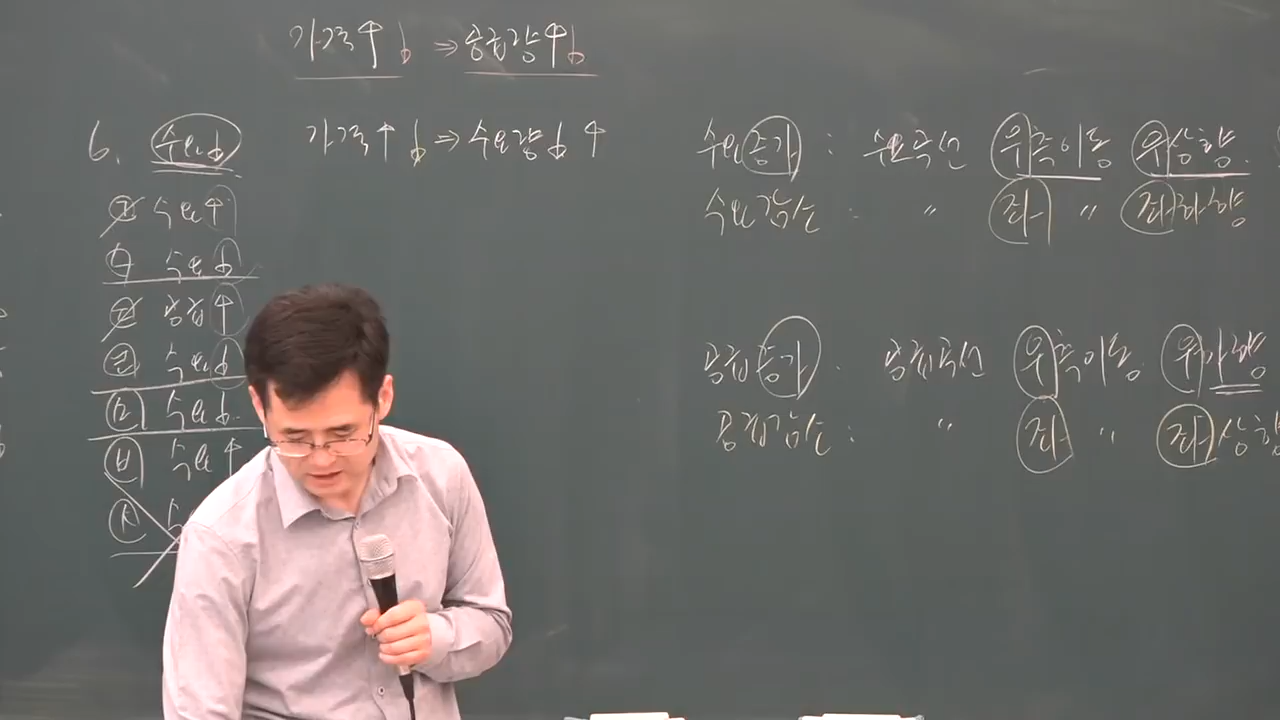 가격↑↓ ⇒ 공급량↑↓
6. 수요↓
가격↑↓ ⇒ 수요량↓↑
㉠ 수요↑
㉡ 수요↓
㉢ 공급↑
㉣ 수요↓
㉤ 수요↓
㉥ 수요↑
㉦ 수
수요증가 : 수요곡선 우측이동 우상향.
수요감소 : 〃 좌 〃 좌하향
공급증가 : 공급곡선 우측이동 우하향
공급감소 : 〃 좌 〃 좌상향